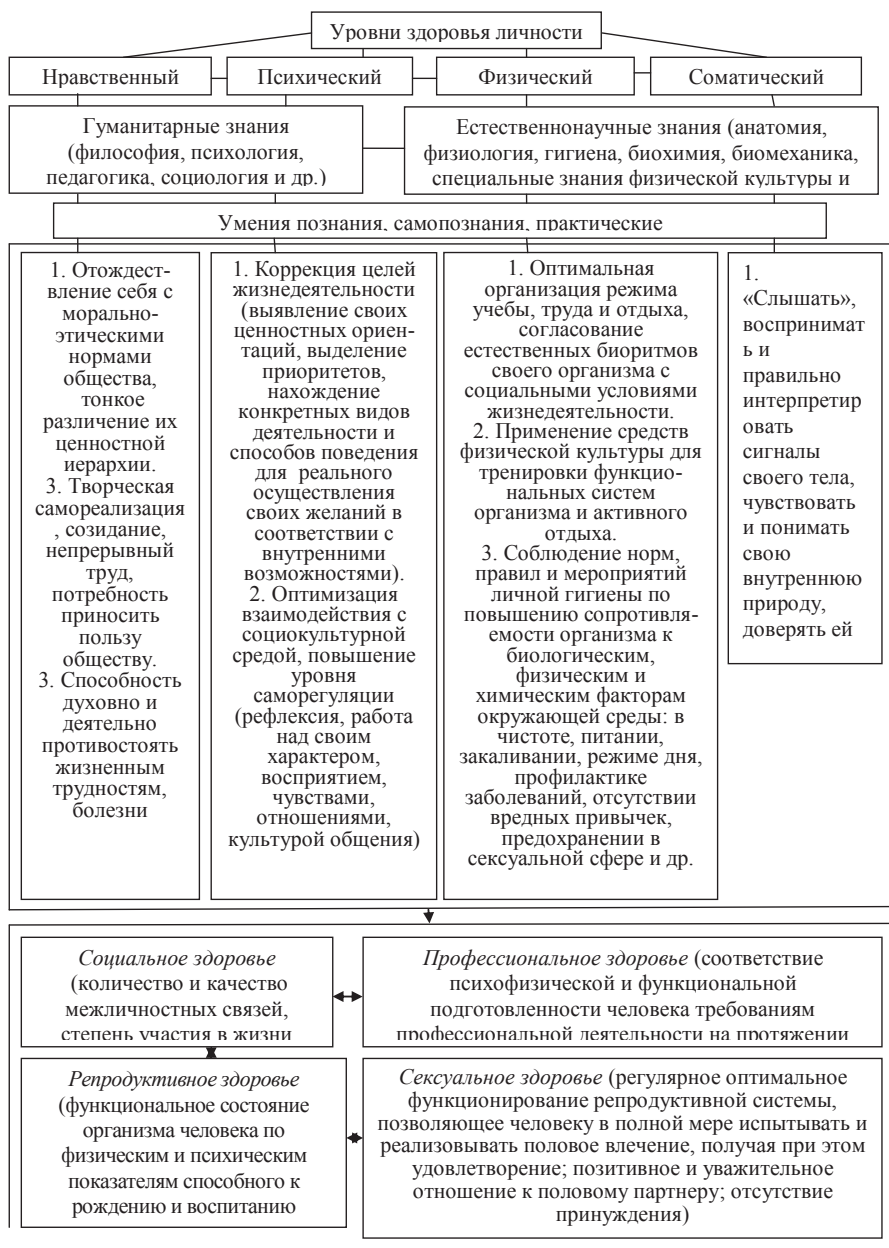 Уровни здоровья личности
Нравственный
Психический
Физический
Соматический
Гуманитарные знания
(философия, психология,
педагогика, социология и др.)
Естественнонаучные знания (анатомия,
физиология, гигиена, биохимия, биомеханика,
специальные знания физической культуры и
Умения познания, самопознания, практические
1. Отождест-
вление себя с
морально-
этическими
нормами
общества,
тонкое
различение их
ценностной
иерархии.
3. Творческая
самореализация
, созидание,
непрерывный
труд,
потребность
приносить
пользу
обществу.
3. Способность
духовно и
деятельно
противостоять
жизненным
трудностям,
болезни
1. Коррекция целей
жизнедеятельности
(выявление своих
ценностных ориен-
таций, выделение
приоритетов,
нахождение
конкретных видов
деятельности и
способов поведения
для реального
осуществления
своих желаний в
соответствии с
внутренними
возможностями).
2. Оптимизация
взаимодействия с
социокультурной
средой, повышение
уровня
саморегуляции
(рефлексия, работа
над своим
характером,
восприятием,
чувствами,
отношениями,
культурой общения)
1. Оптимальная
организация режима
учебы, труда и отдыха,
согласование
естественных биоритмов
своего организма с
социальными условиями
жизнедеятельности.
2. Применение средств
физической культуры для
тренировки функцио-
нальных систем
организма и активного
отдыха.
3. Соблюдение норм,
правил и мероприятий
личной гигиены по
повышению сопротивля-
емости организма к
биологическим,
физическим и
химическим факторам
окружающей среды: в
чистоте, питании,
закаливании, режиме дня,
профилактике
заболеваний, отсутствии
вредных привычек,
предохранении в
сексуальной сфере и др.
1.
«Слышать»,
воспринимат
ь и
правильно
интерпретир
овать
сигналы
своего тела,
чувствовать
и понимать
свою
внутреннюю
природу,
доверять ей
Социальное здоровье
(количество и качество
межличностных связей,
степень участия в жизни
Профессиональное здоровье (соответствие
психофизической и функциональной
подготовленности человека требованиям
профессиональной деятельности на протяжении
Репродуктивное здоровье
(функциональное состояние
организма человека по
физическим и психическим
показателям способного к
рождению и воспитанию
Сексуальное здоровье (регулярное оптимальное
функционирование репродуктивной системы,
позволяющее человеку в полной мере испытывать и
реализовывать половое влечение, получая при этом
удовлетворение; позитивное и уважительное
отношение к половому партнеру; отсутствие
принуждения)